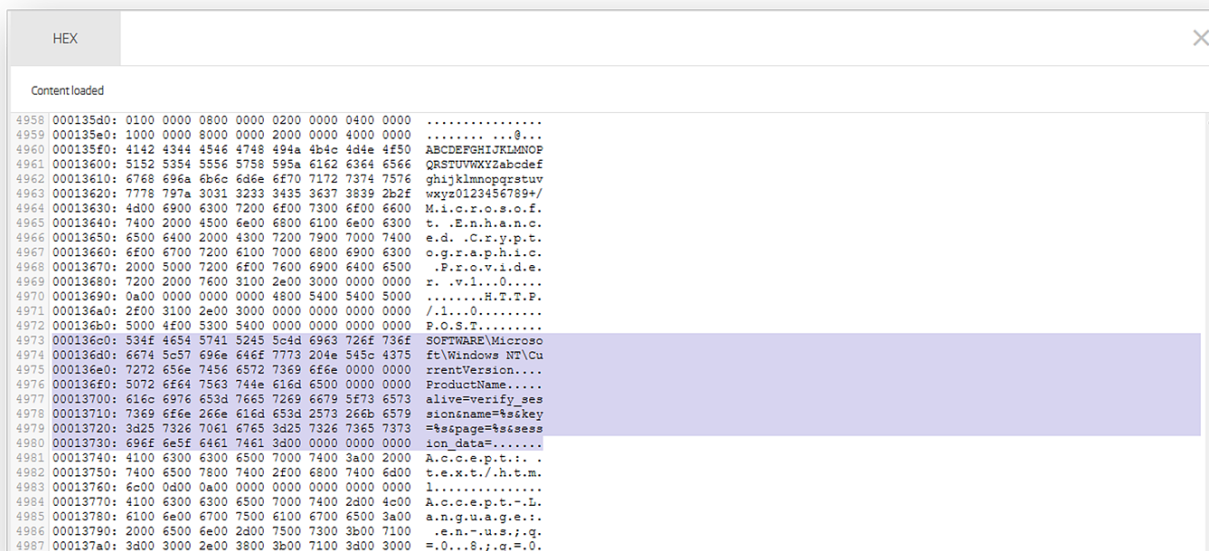 HEX
Content loaded
4958 000135d0: 0100 0000 0800 0000 0200 0000 0400 0000 ................
4959 000135e0: 1000 0000 8000 0000 2000 0000 4000 0000 ........ ...@...
4960 000135f0: 4142 4344 4546 4748 494a 4b4c 4d4e 4f50 ABCDEFGHIJKLMNOP
4961 00013600: 5152 5354 5556 5758 595a 6162 6364 6566 QRSTUVWXYZabcdef
4962 00013610: 6768 696a 6b6c 6d6e 6f70 7172 7374 7576 ghijklmnopqrstuv
4963 00013620: 7778 797a 3031 3233 3435 3637 3839 2b2f wxyz0123456789+/
4964 00013630: 4d00 6900 6300 7200 6f00 7300 6f00 6600 M.i.c.r.o.s.o.f.
4965 00013640: 7400 2000 4500 6e00 6800 6100 6e00 6300 t. .E.n.h.a.n.c.
4966 00013650: 6500 6400 2000 4300 7200 7900 7000 7400 e.d. .C.r.y.p.t.
4967 00013660: 6f00 6700 7200 6100 7000 6800 6900 6300 o.g.r.a.p.h.i.c.
4968 00013670: 2000 5000 7200 6f00 7600 6900 6400 6500 .P.r.o.v.i.d.e.
4969 00013680: 7200 2000 7600 3100 2e00 3000 0000 0000 r. .v.1...0.....
4970 00013690: 0a00 0000 0000 0000 4800 5400 5400 5000 ........H.T.T.P.
4971 000136a0: 2f00 3100 2e00 3000 0000 0000 0000 0000 /.1...0.........
4972 000136b0: 5000 4f00 5300 5400 0000 0000 0000 0000 P.O.S.T.........
4973 000136c0: 534f 4654 5741 5245 5c4d 6963 726f 736f SOFTWARE\Microso
4974 000136d0: 6674 5c57 696e 646f 7773 204e 545c 4375 ft\Windows NT\Cu
4975 000136e0: 7272 656e 7456 6572 7369 6f6e 0000 0000 rrentVersion....
4976 000136f0: 5072 6f64 7563 744e 616d 6500 0000 0000 ProductName.....
4977 00013700: 616c 6976 653d 7665 7269 6679 5f73 6573 alive=verify_ses
4978 00013710: 7369 6f6e 266e 616d 653d 2573 266b 6579 sion&name=%s&key
4979 00013720: 3d25 7326 7061 6765 3d25 7326 7365 7373 =%s&page=%s&sess
4980 00013730: 696f 6e5f 6461 7461 3d00 0000 0000 0000 ion_data=.......
4981 00013740: 4100 6300 6300 6500 7000 7400 3a00 2000 A.c.c.e.p.t.:. .
4982 00013750: 7400 6500 7800 7400 2f00 6800 7400 6d00 t.e.x.t./.h.t.m.
4983 00013760: 6c00 0d00 0a00 0000 0000 0000 0000 0000 l...............
4984 00013770: 4100 6300 6300 6500 7000 7400 2d00 4c00 A.c.c.e.p.t.-.L.
4985 00013780: 6100 6e00 6700 7500 6100 6700 6500 3a00 a.n.g.u.a.g.e.:.
4986 00013790: 2000 6500 6e00 2d00 7500 7300 3b00 7100 .e.n.-.u.s.;.q.
4987 000137a0: 3d00 3000 2e00 3800 3b00 7100 3d00 3000 =.0...8.;.q.=.0.